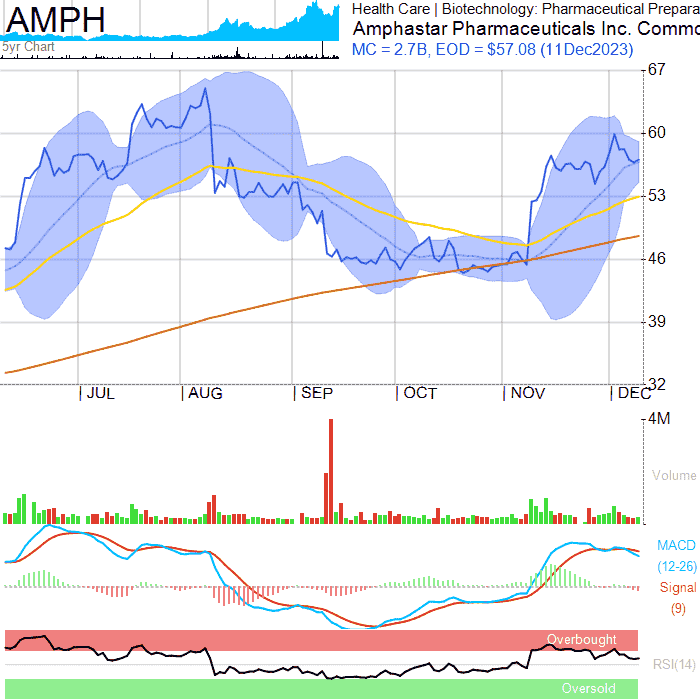 AMPH
5yr Chart
Health Care | Biotechnology: Pharmaceutical Prepara
Amphastar Pharmaceuticals Inc. Commo
MC = 2.7B, EOD = $57.08 (11Dec2023)
67
60
53
46
39
32
| JUL | AUG | SEP | OCT | NOV | DEC
4M
Volume
MACD
(12-26)
Signal
(9)
Overbought
RSI(14)
Oversold